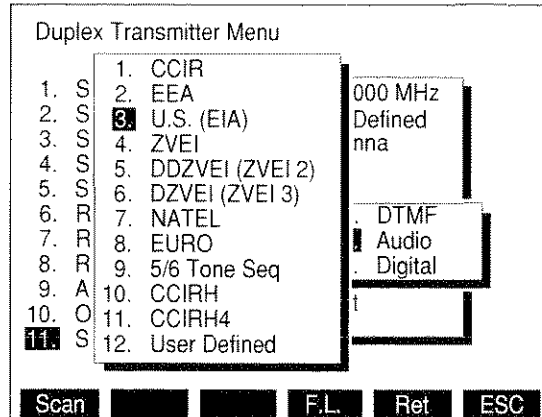 Duplex Transmitter Menu
1. S
2. S
3. S
4. S
5. S
6. R
7. R
8. R
9. A
10. O
11. S
1. CCIR
2. EEA
3. U.S. (EIA)
4. ZVEI
5. DDZVEI (ZVEI 2)
6. DZVEI (ZVEI 3)
7. NATEL
8. EURO
9. 5/6 Tone Seq
10. CCIRH
11. CCIRH4
12. User Defined
000 MHz
Defined
nna
. DTMF
Audio
. Digital
t
Scan F.L. Ret ESC